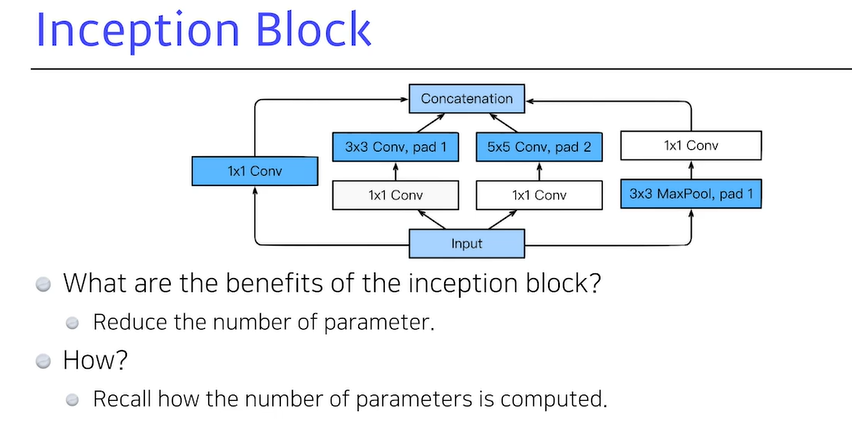 Inception Block
Concatenation
3x3 Conv, pad 1
5x5 Conv, pad 2
1x1 Conv
1x1 Conv
1x1 Conv
1x1 Conv
3x3 MaxPool, pad 1
Input
What are the benefits of the inception block?
Reduce the number of parameter.
How?
Recall how the number of parameters is computed.